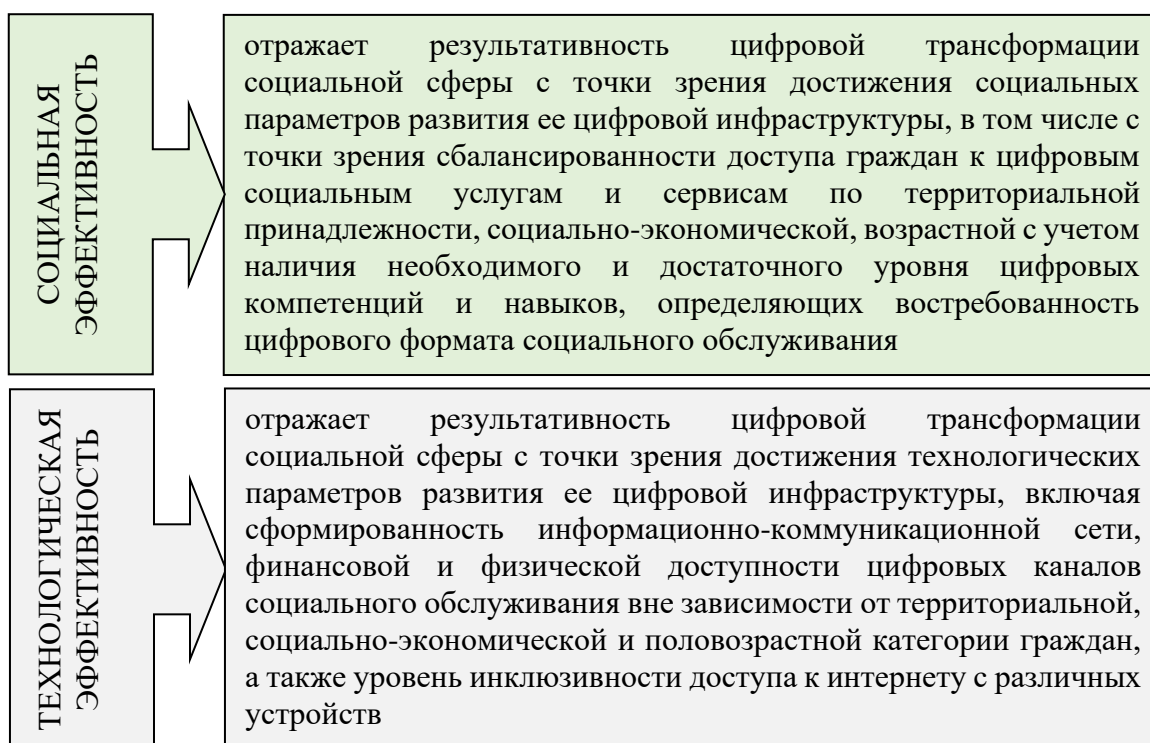 СОЦИАЛЬНАЯ
ЭФФЕКТИВНОСТЬ
отражает результативность цифровой трансформации
социальной сферы с точки зрения достижения социальных
параметров развития ее цифровой инфраструктуры, в том числе с
точки зрения сбалансированности доступа граждан к цифровым
социальным услугам и сервисам по территориальной
принадлежности, социально-экономической, возрастной с учетом
наличия необходимого и достаточного уровня цифровых
компетенций и навыков, определяющих востребованность
цифрового формата социального обслуживания
ТЕХНОЛОГИЧЕСКАЯ
ЭФФЕКТИВНОСТЬ
отражает результативность цифровой трансформации
социальной сферы с точки зрения достижения технологических
параметров развития ее цифровой инфраструктуры, включая
сформированность информационно-коммуникационной сети,
финансовой и физической доступности цифровых каналов
социального обслуживания вне зависимости от территориальной,
социально-экономической и половозрастной категории граждан,
а также уровень инклюзивности доступа к интернету с различных
устройств